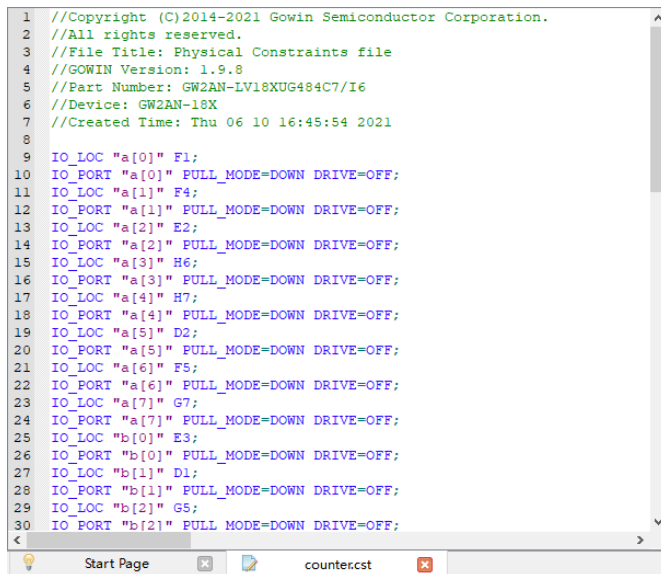 1 //Copyright (C)2014-2021 Gowin Semiconductor Corporation.
2 //All rights reserved.
3 //File Title: Physical Constraints file
4 //GOWIN Version: 1.9.8
5 //Part Number: GW2AN-LV18XUG484C7/I6
6 //Device: GW2AN-18X
7 //Created Time: Thu 06 10 16:45:54 2021
8
9 IO_LOC "a[0]" F1;
10 IO_PORT "a[0]" PULL_MODE=DOWN DRIVE=OFF;
11 IO_LOC "a[1]" F4;
12 IO_PORT "a[1]" PULL_MODE=DOWN DRIVE=OFF;
13 IO_LOC "a[2]" E2;
14 IO_PORT "a[2]" PULL_MODE=DOWN DRIVE=OFF;
15 IO_LOC "a[3]" H6;
16 IO_PORT "a[3]" PULL_MODE=DOWN DRIVE=OFF;
17 IO_LOC "a[4]" H7;
18 IO_PORT "a[4]" PULL_MODE=DOWN DRIVE=OFF;
19 IO_LOC "a[5]" D2;
20 IO_PORT "a[5]" PULL_MODE=DOWN DRIVE=OFF;
21 IO_LOC "a[6]" F5;
22 IO_PORT "a[6]" PULL_MODE=DOWN DRIVE=OFF;
23 IO_LOC "a[7]" G7;
24 IO_PORT "a[7]" PULL_MODE=DOWN DRIVE=OFF;
25 IO_LOC "b[0]" E3;
26 IO_PORT "b[0]" PULL_MODE=DOWN DRIVE=OFF;
27 IO_LOC "b[1]" D1;
28 IO_PORT "b[1]" PULL_MODE=DOWN DRIVE=OFF;
29 IO_LOC "b[2]" G5;
30 IO_PORT "b[2]" PULL_MODE=DOWN DRIVE=OFF;
Start Page counter.cst